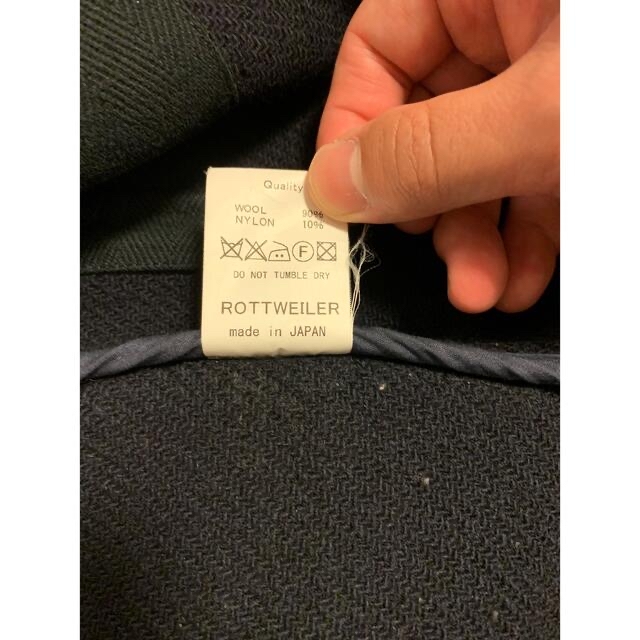 Quality
WOOL 90%
NYLON 10%
F
DO NOT TUMBLE DRY
ROTTWEILER
made in JAPAN